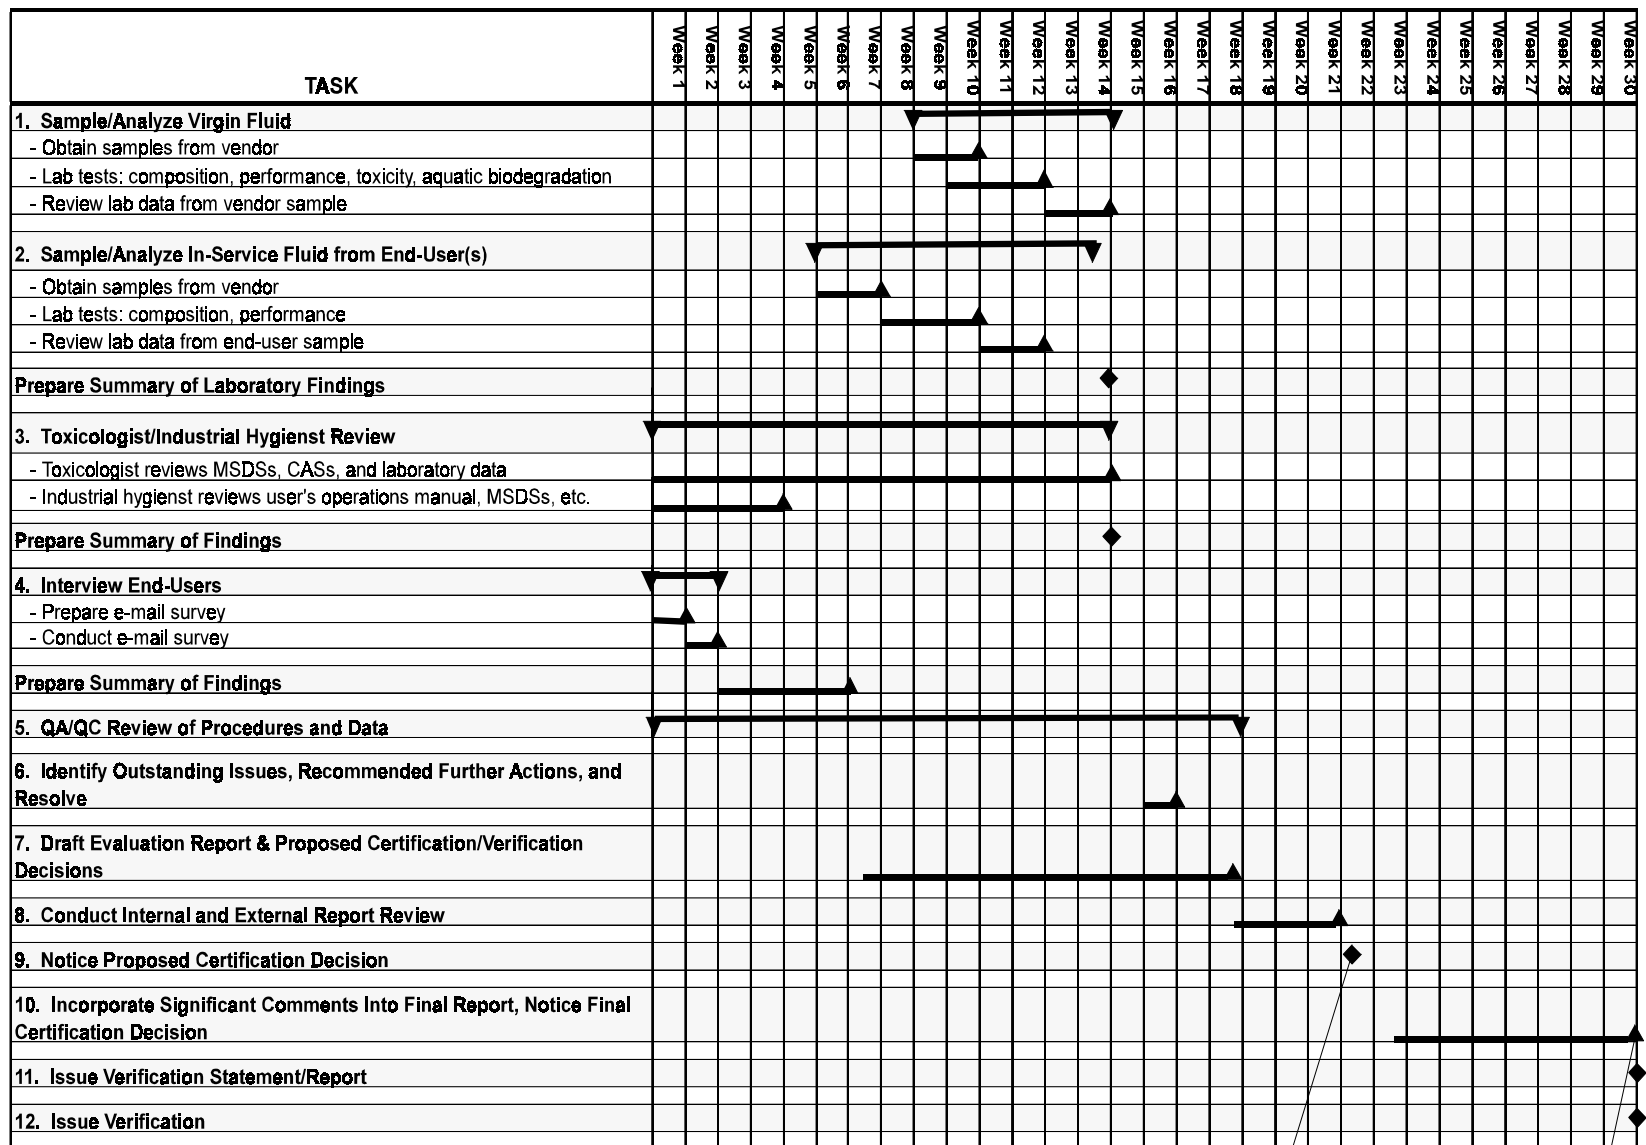 TASK
Week 1
Week 2
Week 3
Week 4
Week 5
Week 6
Week 7
Week 8
Week 9
Week 10
Week 11
Week 12
Week 13
Week 14
Week 15
Week 16
Week 17
Week 18
Week 19
Week 20
Week 21
Week 22
Week 23
Week 24
Week 25
Week 26
Week 27
Week 28
Week 29
Week 30
1. Sample/Analyze Virgin Fluid
- Obtain samples from vendor
- Lab tests: composition, performance, toxicity, aquatic biodegradation
- Review lab data from vendor sample
2. Sample/Analyze In-Service Fluid from End-User(s)
- Obtain samples from vendor
- Lab tests: composition, performance
- Review lab data from end-user sample
Prepare Summary of Laboratory Findings
3. Toxicologist/Industrial Hygienst Review
- Toxicologist reviews MSDSs, CASs, and laboratory data
- Industrial hygienst reviews user's operations manual, MSDSs, etc.
Prepare Summary of Findings
4. Interview End-Users
- Prepare e-mail survey
- Conduct e-mail survey
Prepare Summary of Findings
5. QA/QC Review of Procedures and Data
6. Identify Outstanding Issues, Recommended Further Actions, and
Resolve
7. Draft Evaluation Report & Proposed Certification/Verification
Decisions
8. Conduct Internal and External Report Review
9. Notice Proposed Certification Decision
10. Incorporate Significant Comments Into Final Report, Notice Final
Certification Decision
11. Issue Verification Statement/Report
12. Issue Verification